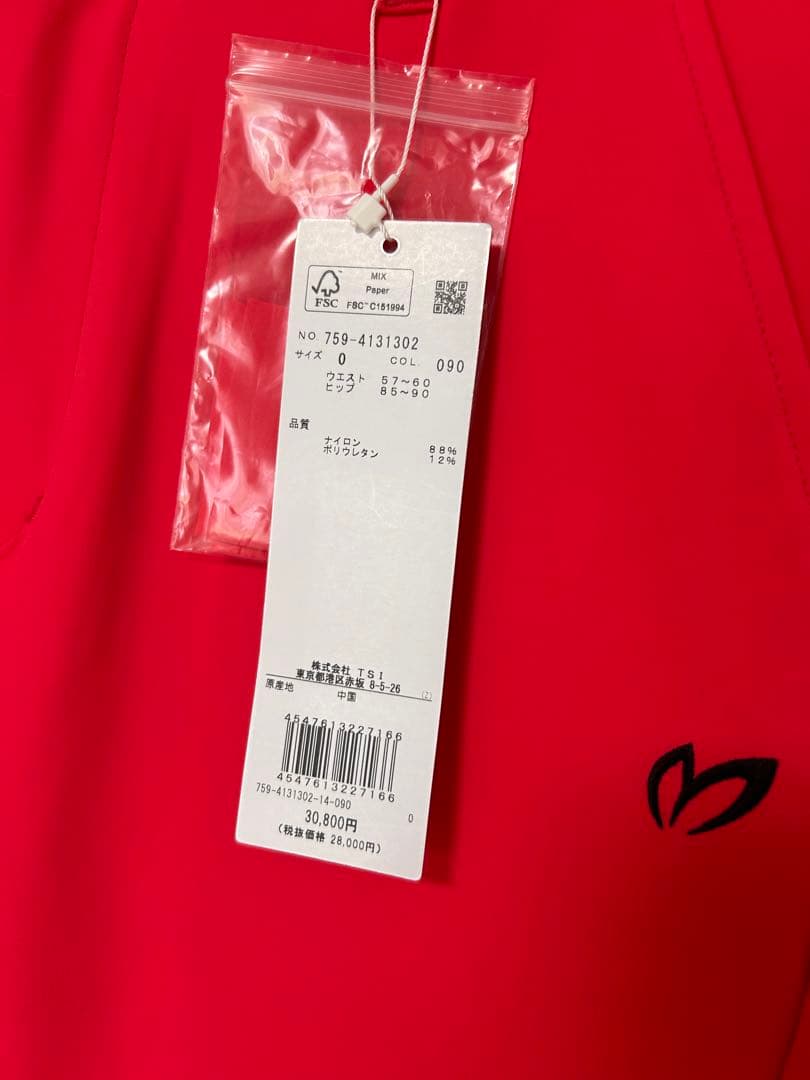 MIX
Paper
FSC™ FSC™ C151994
NO. 759-4131302
サイズ 0 COL. 090
ウエスト 57～60
ヒップ 85～90
品質
ナイロン 88%
ポリウレタン 12%
株式会社 TSI
東京都港区赤坂 8-5-26
原産地 中国 (Z)
4547613227166
4547613227166
759-4131302-14-090 0
30,800円
(税抜価格 28,000円)